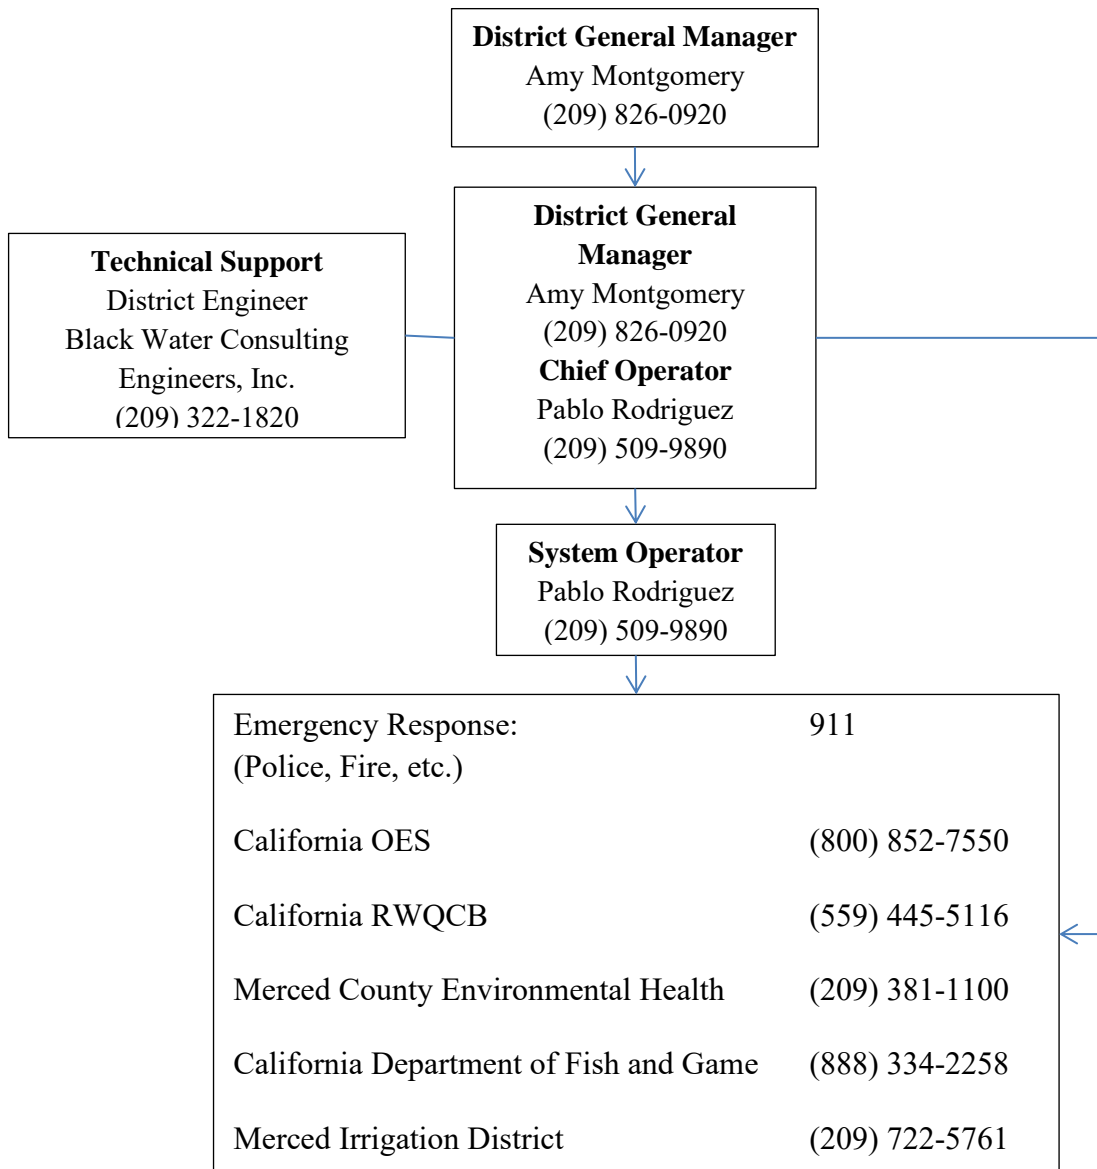 District General Manager
Amy Montgomery
(209) 826-0920
District General
Manager
Amy Montgomery
(209) 826-0920
Chief Operator
Pablo Rodriguez
(209) 509-9890
Technical Support
District Engineer
Black Water Consulting
Engineers, Inc.
(209) 322-1820
System Operator
Pablo Rodriguez
(209) 509-9890
Emergency Response: 911
(Police, Fire, etc.)
California OES (800) 852-7550
California RWQCB (559) 445-5116
Merced County Environmental Health (209) 381-1100
California Department of Fish and Game (888) 334-2258
Merced Irrigation District (209) 722-5761